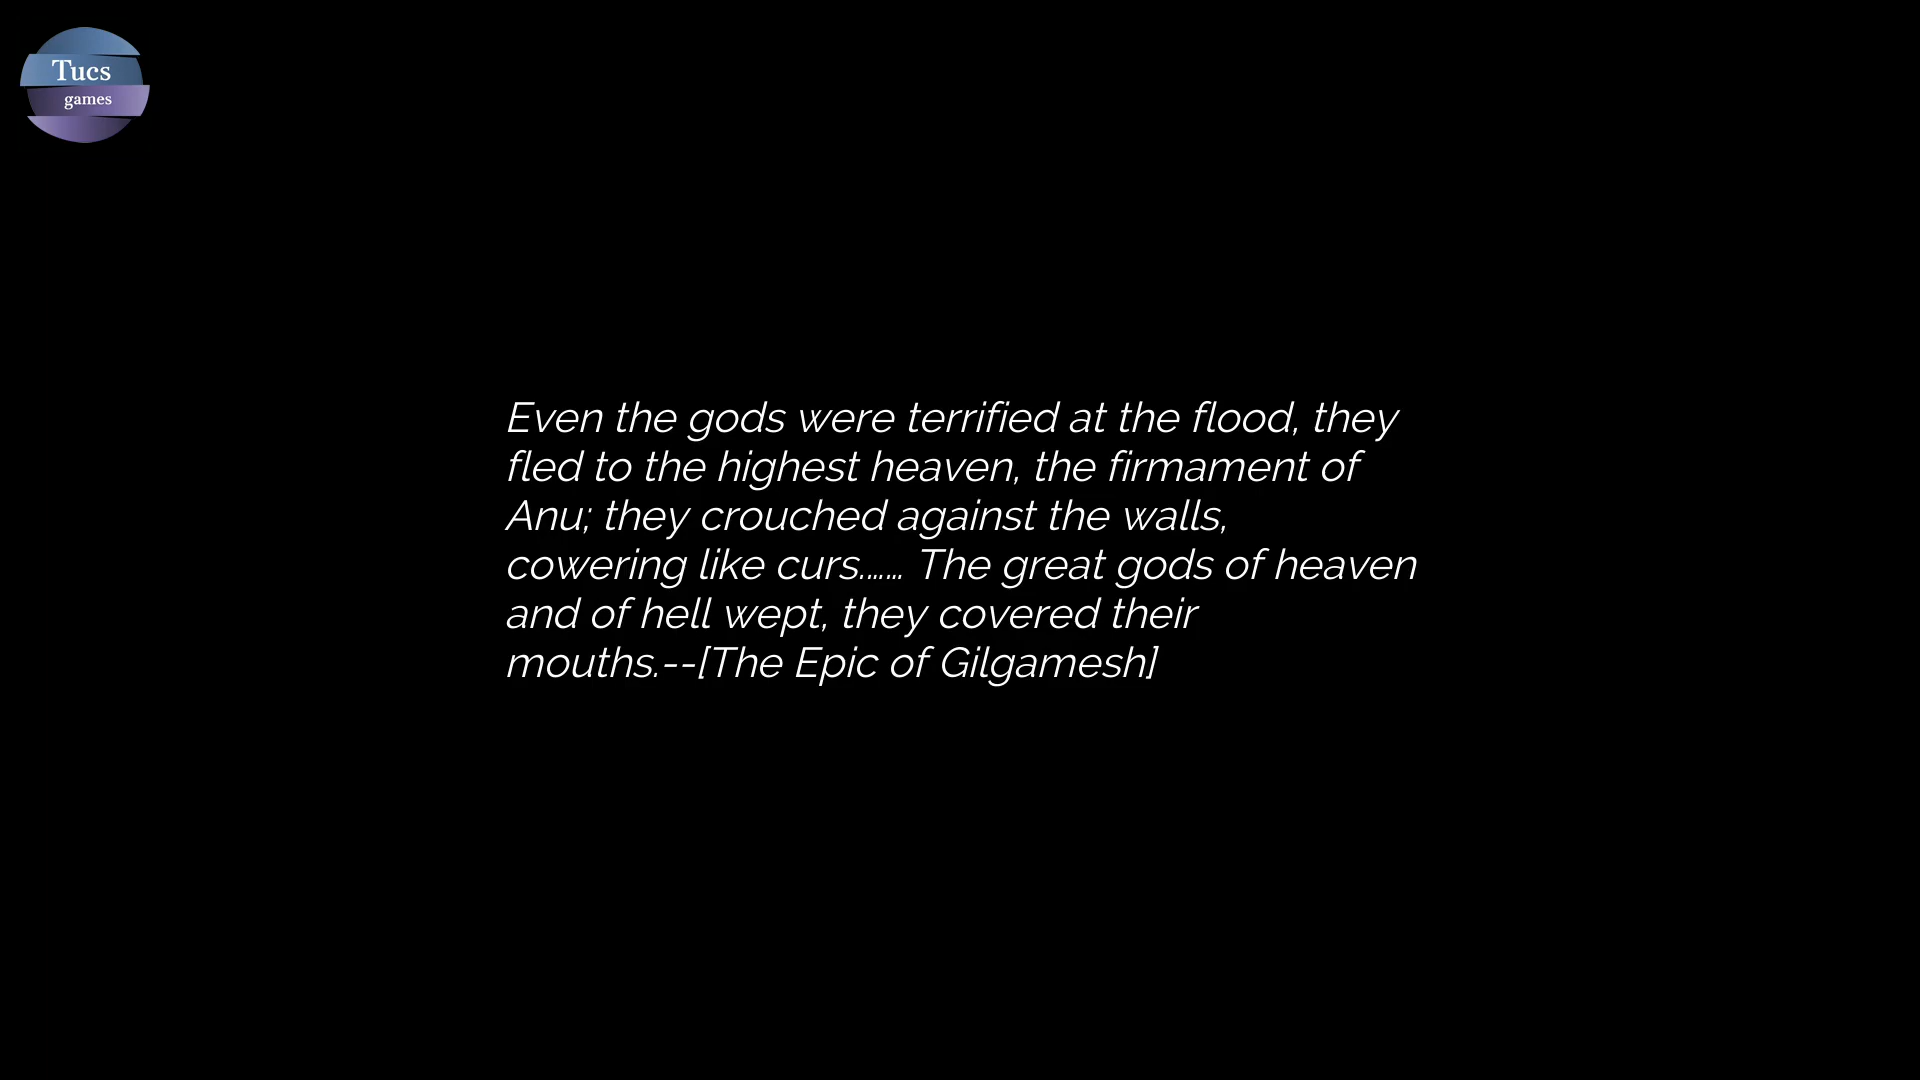 Tucs
games
Even the gods were terrified at the flood, they
fled to the highest heaven, the firmament of
Anu; they crouched against the walls,
cowering like curs.…… The great gods of heaven
and of hell wept, they covered their
mouths.--[The Epic of Gilgamesh]